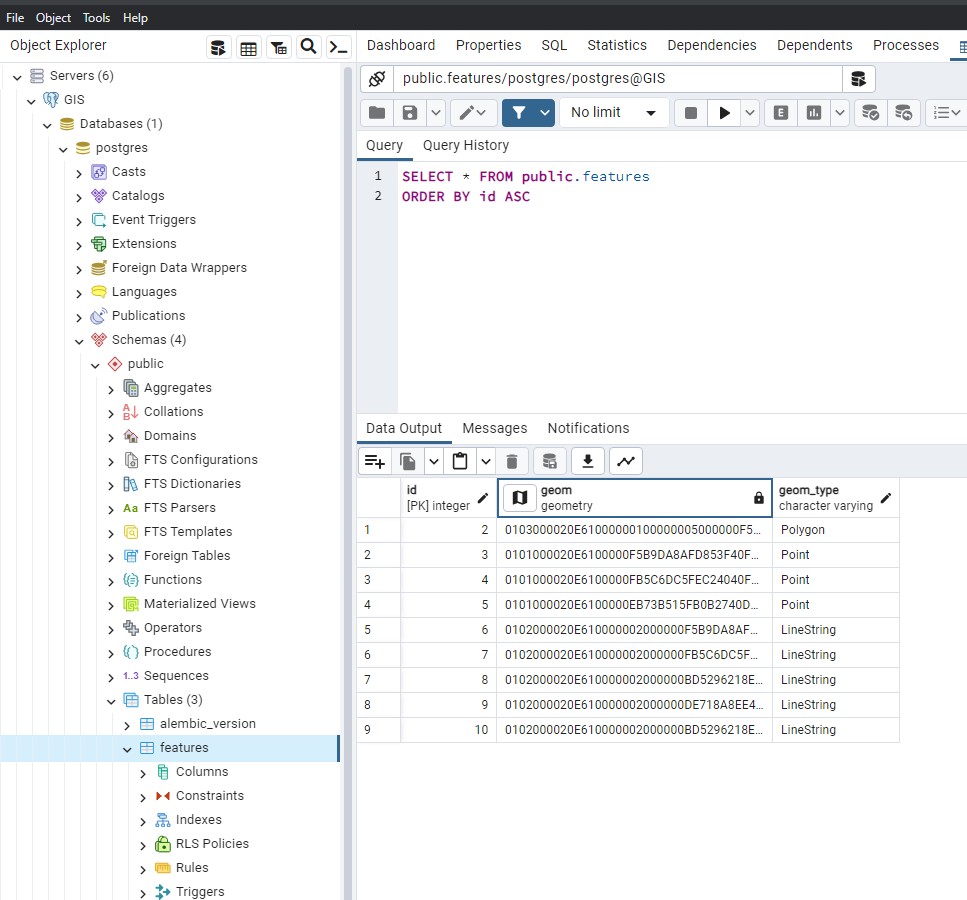 File Object Tools Help
Object Explorer
Dashboard Properties SQL Statistics Dependencies Dependents Processes
Servers (6)
GIS
Databases (1)
postgres
Casts
Catalogs
Event Triggers
Extensions
Foreign Data Wrappers
Languages
Publications
Schemas (4)
public
Aggregates
Collations
Domains
FTS Configurations
FTS Dictionaries
Aa FTS Parsers
FTS Templates
Foreign Tables
Functions
Materialized Views
Operators
Procedures
1..3 Sequences
Tables (3)
alembic_version
features
Columns
Constraints
Indexes
RLS Policies
Rules
Triggers
public.features/postgres/postgres@GIS
No limit
E
Query Query History
1 SELECT * FROM public.features
2 ORDER BY id ASC
Data Output Messages Notifications
id geom geom_type
[PK] integer geometry character varying
1 2 0103000020E61000000100000005000000F5… Polygon
2 3 0101000020E6100000F5B9DA8AFD853F40F… Point
3 4 0101000020E6100000FB5C6DC5FEC24040F… Point
4 5 0101000020E6100000EB73B515FB0B2740D… Point
5 6 0102000020E610000002000000F5B9DA8AF… LineString
6 7 0102000020E610000002000000FB5C6DC5F… LineString
7 8 0102000020E610000002000000BD5296218E… LineString
8 9 0102000020E610000002000000DE718A8EE4… LineString
9 10 0102000020E610000002000000BD5296218E… LineString